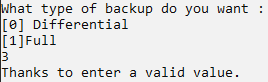 What type of backup do you want :
[0] Differential
[1]Full
3
Thanks to enter a valid value.